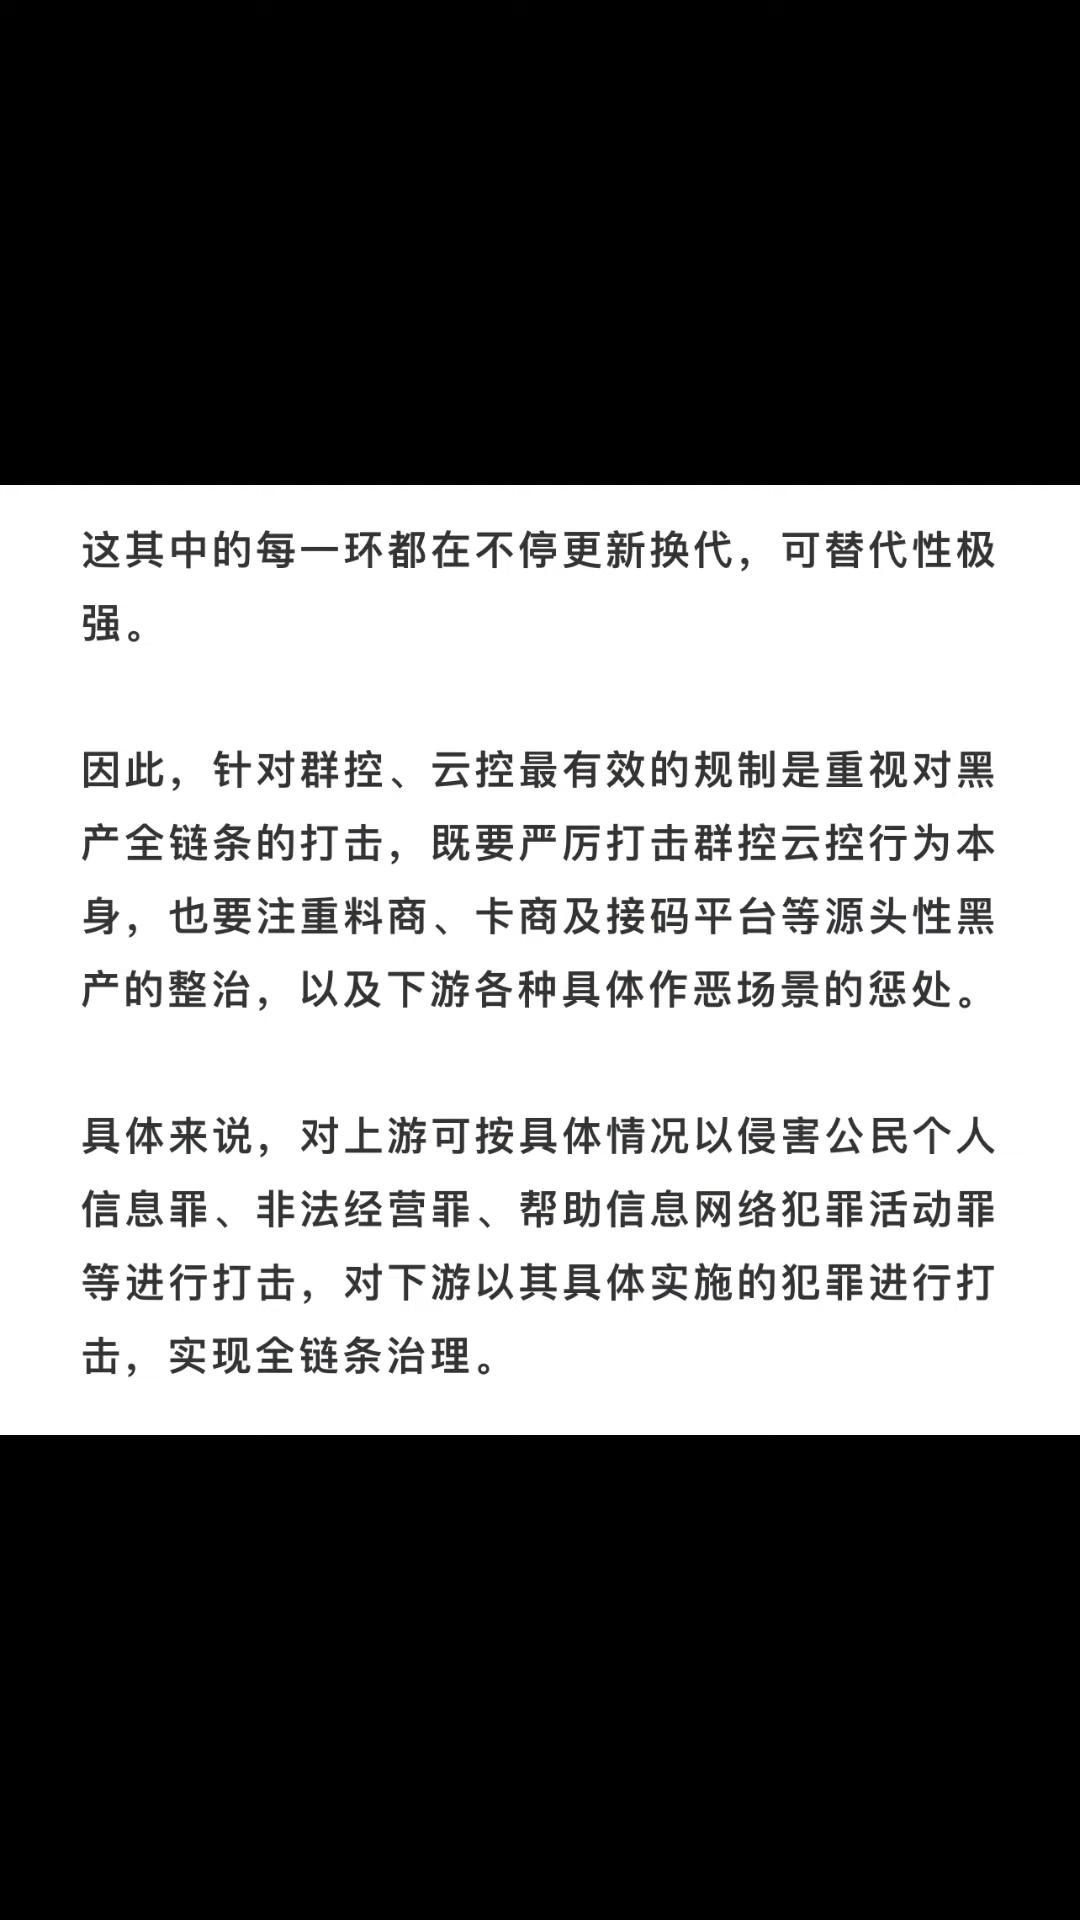 这其中的每一环都在不停更新换代，可替代性极
强。
因此，针对群控、云控最有效的规制是重视对黑
产全链条的打击，既要严厉打击群控云控行为本
身，也要注重料商、卡商及接码平台等源头性黑
产的整治，以及下游各种具体作恶场景的惩处。
具体来说，对上游可按具体情况以侵害公民个人
信息罪、非法经营罪、帮助信息网络犯罪活动罪
等进行打击，对下游以其具体实施的犯罪进行打
击，实现全链条治理。